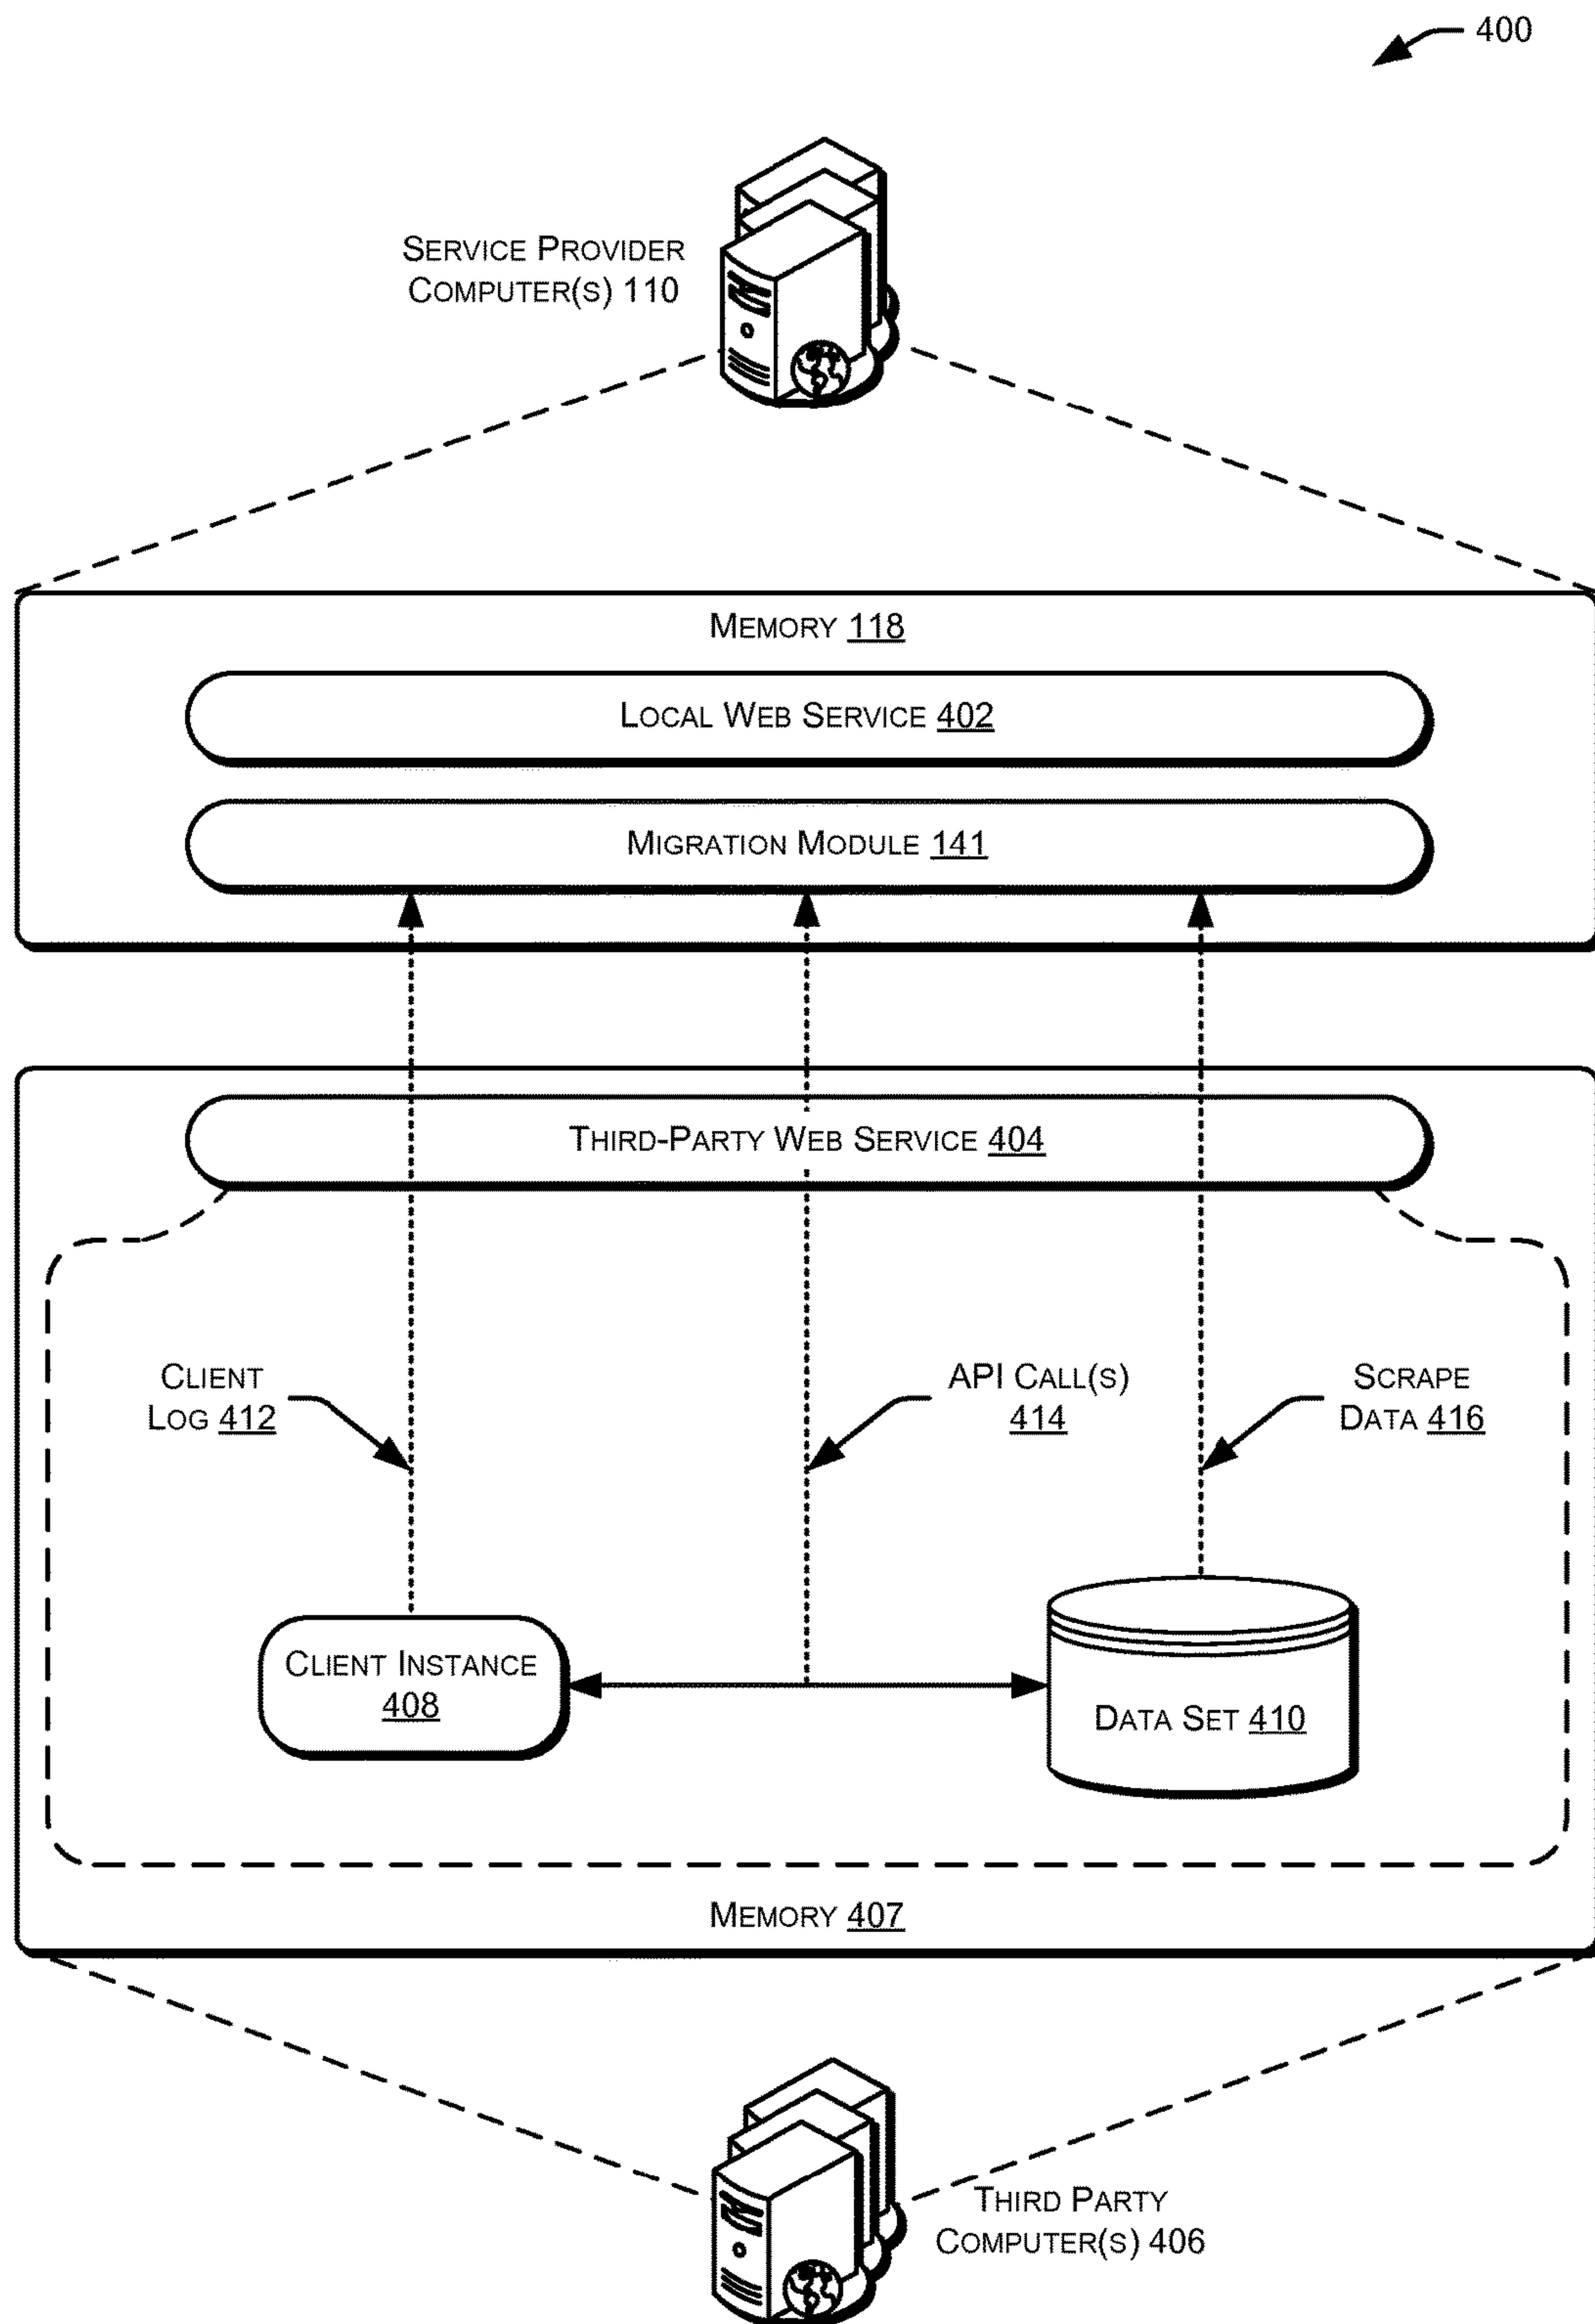 400
SERVICE PROVIDER
COMPUTER(S) 110
MEMORY 118
LOCAL WEB SERVICE 402
MIGRATION MODULE 141
THIRD-PARTY WEB SERVICE 404
CLIENT
LOG 412
API CALL(S)
414
SCRAPE
DATA 416
CLIENT INSTANCE
408
DATA SET 410
MEMORY 407
THIRD PARTY
COMPUTER(S) 406